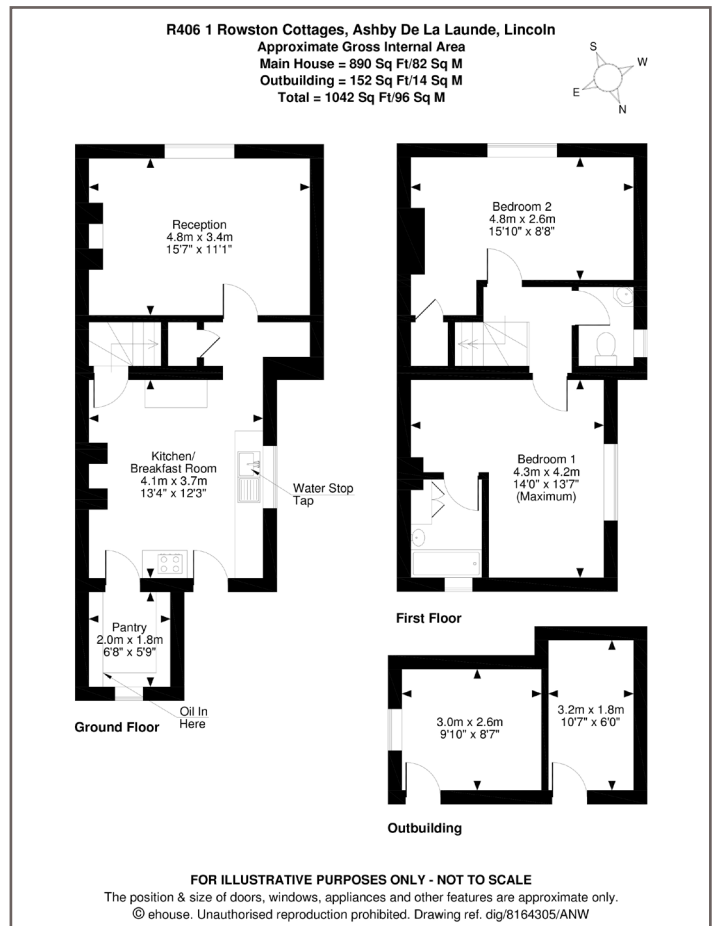 R406 1 Rowston Cottages, Ashby De La Launde, Lincoln
Approximate Gross Internal Area
Main House = 890 Sq Ft/82 Sq M
Outbuilding = 152 Sq Ft/14 Sq M
Total = 1042 Sq Ft/96 Sq M
S
W
E
N
Reception
4.8m x 3.4m
15'7" x 11'1"
Kitchen/
Breakfast Room
4.1m x 3.7m
13'4" x 12'3"
Water Stop
Tap
Pantry
2.0m x 1.8m
6'8" x 5'9"
Oil In
Here
Ground Floor
Bedroom 2
4.8m x 2.6m
15'10" x 8'8"
Bedroom 1
4.3m x 4.2m
14'0" x 13'7"
(Maximum)
First Floor
3.0m x 2.6m
9'10" x 8'7"
3.2m x 1.8m
10'7" x 6'0"
Outbuilding
FOR ILLUSTRATIVE PURPOSES ONLY - NOT TO SCALE
The position & size of doors, windows, appliances and other features are approximate only.
© ehouse. Unauthorised reproduction prohibited. Drawing ref. dig/8164305/ANW